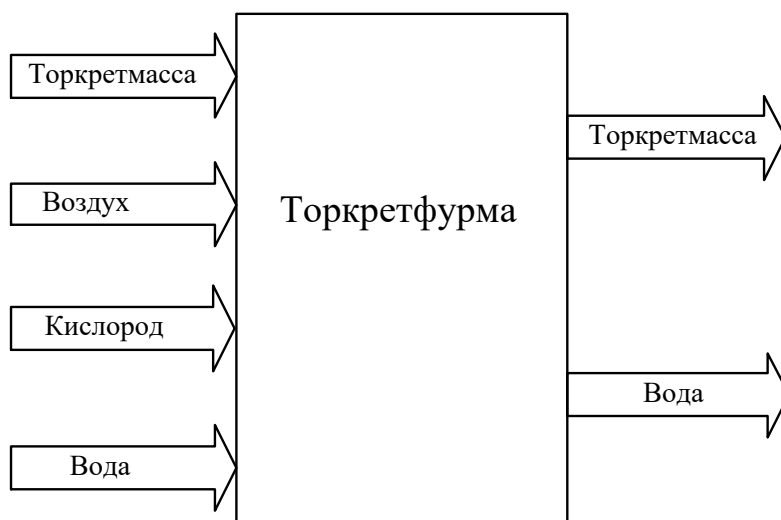 Торкретмасса
Воздух
Кислород
Вода
Торкретфурма
Торкретмасса
Вода